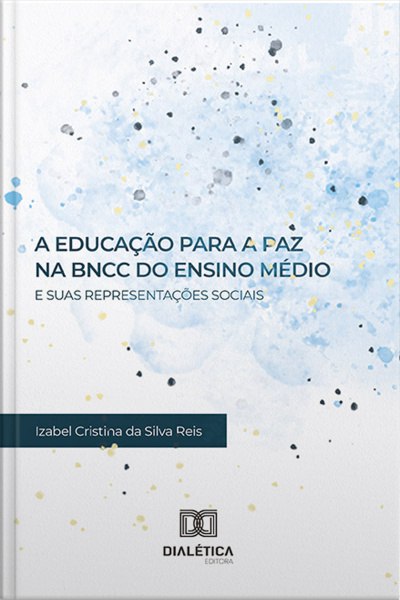 A EDUCAÇÃO PARA A PAZ
NA BNCC DO ENSINO MÉDIO
E SUAS REPRESENTAÇÕES SOCIAIS
Izabel Cristina da Silva Reis
DIALÉTICA
EDITORA